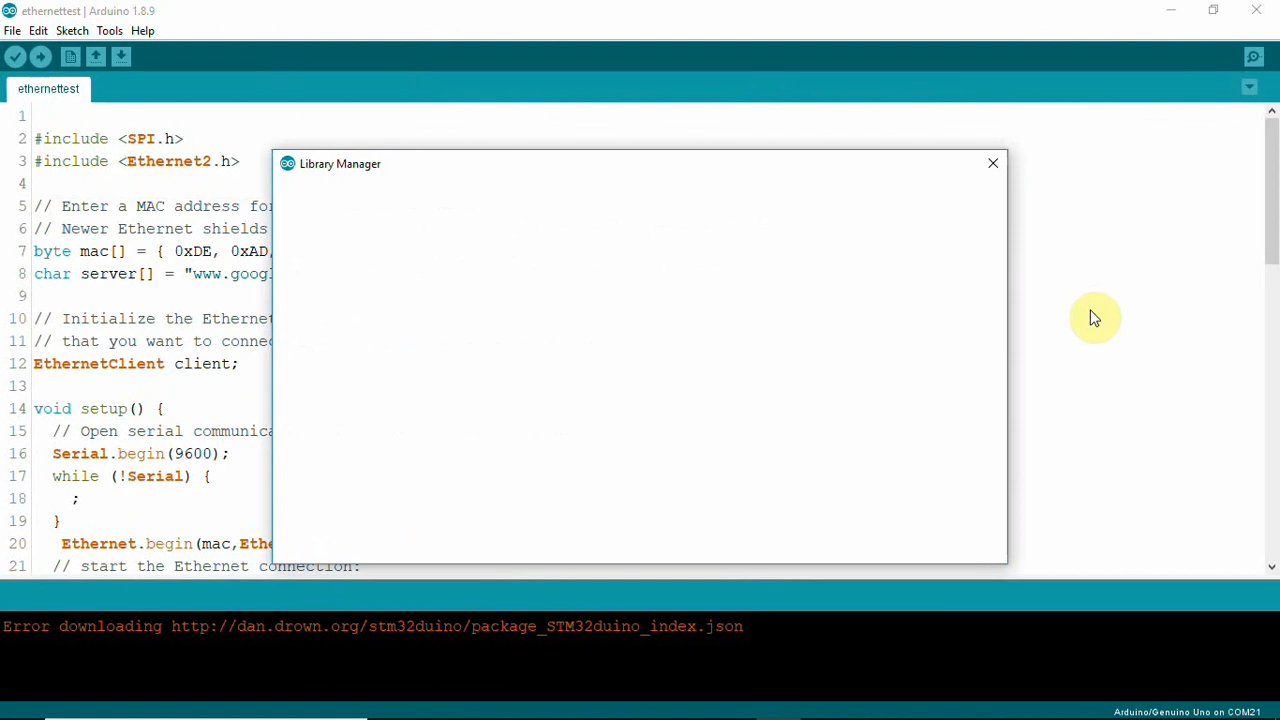 ethernettest | Arduino 1.8.9
File Edit Sketch Tools Help
ethernettest
1
2 #include <SPI.h>
3 #include <Ethernet2.h>
4
5 // Enter a MAC address for
6 // Newer Ethernet shields
7 byte mac[] = { 0xDE, 0xAD,
8 char server[] = "www.googl
9
10 // Initialize the Ethernet
11 // that you want to connec
12 EthernetClient client;
13
14 void setup() {
15 // Open serial communica
16 Serial.begin(9600);
17 while (!Serial) {
18 ;
19 }
20 Ethernet.begin(mac,Ethe
21 // start the Ethernet connection:
Library Manager
Error downloading http://dan.drown.org/stm32duino/package_STM32duino_index.json
Arduino/Genuino Uno on COM21